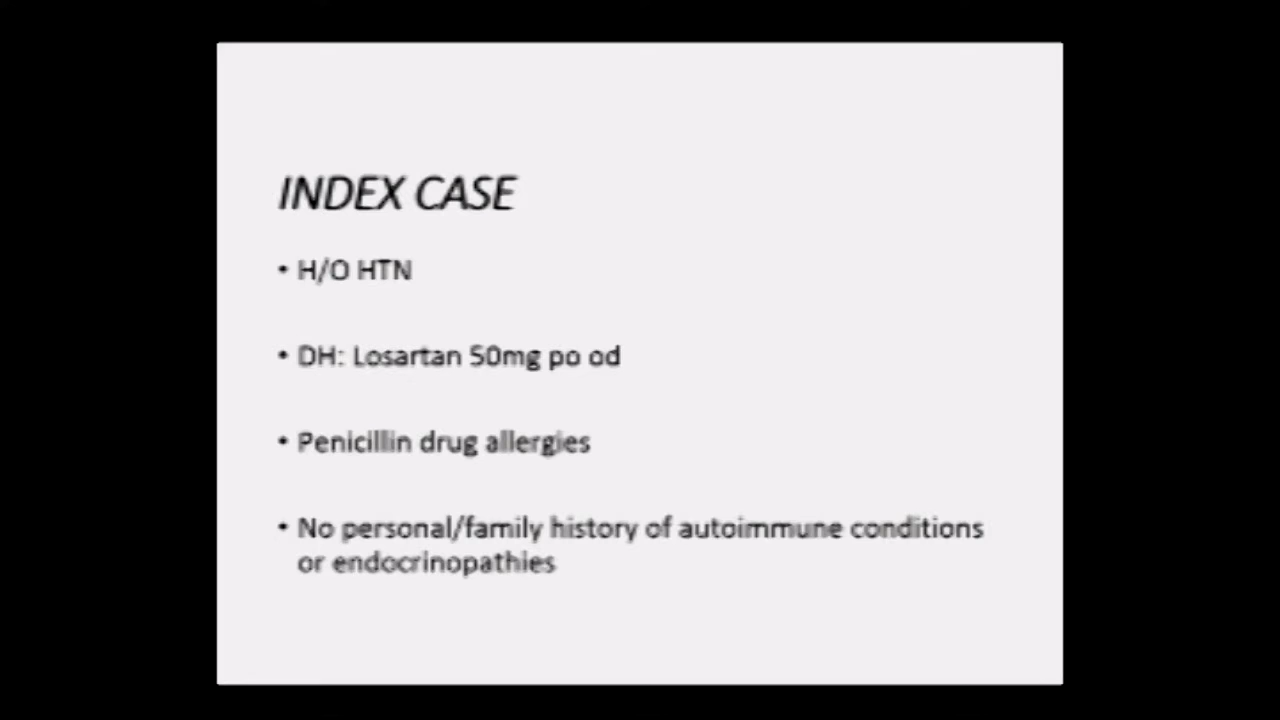 INDEX CASE
• H/O HTN
• DH: Losartan 50mg po od
• Penicillin drug allergies
• No personal/family history of autoimmune conditions
or endocrinopathies